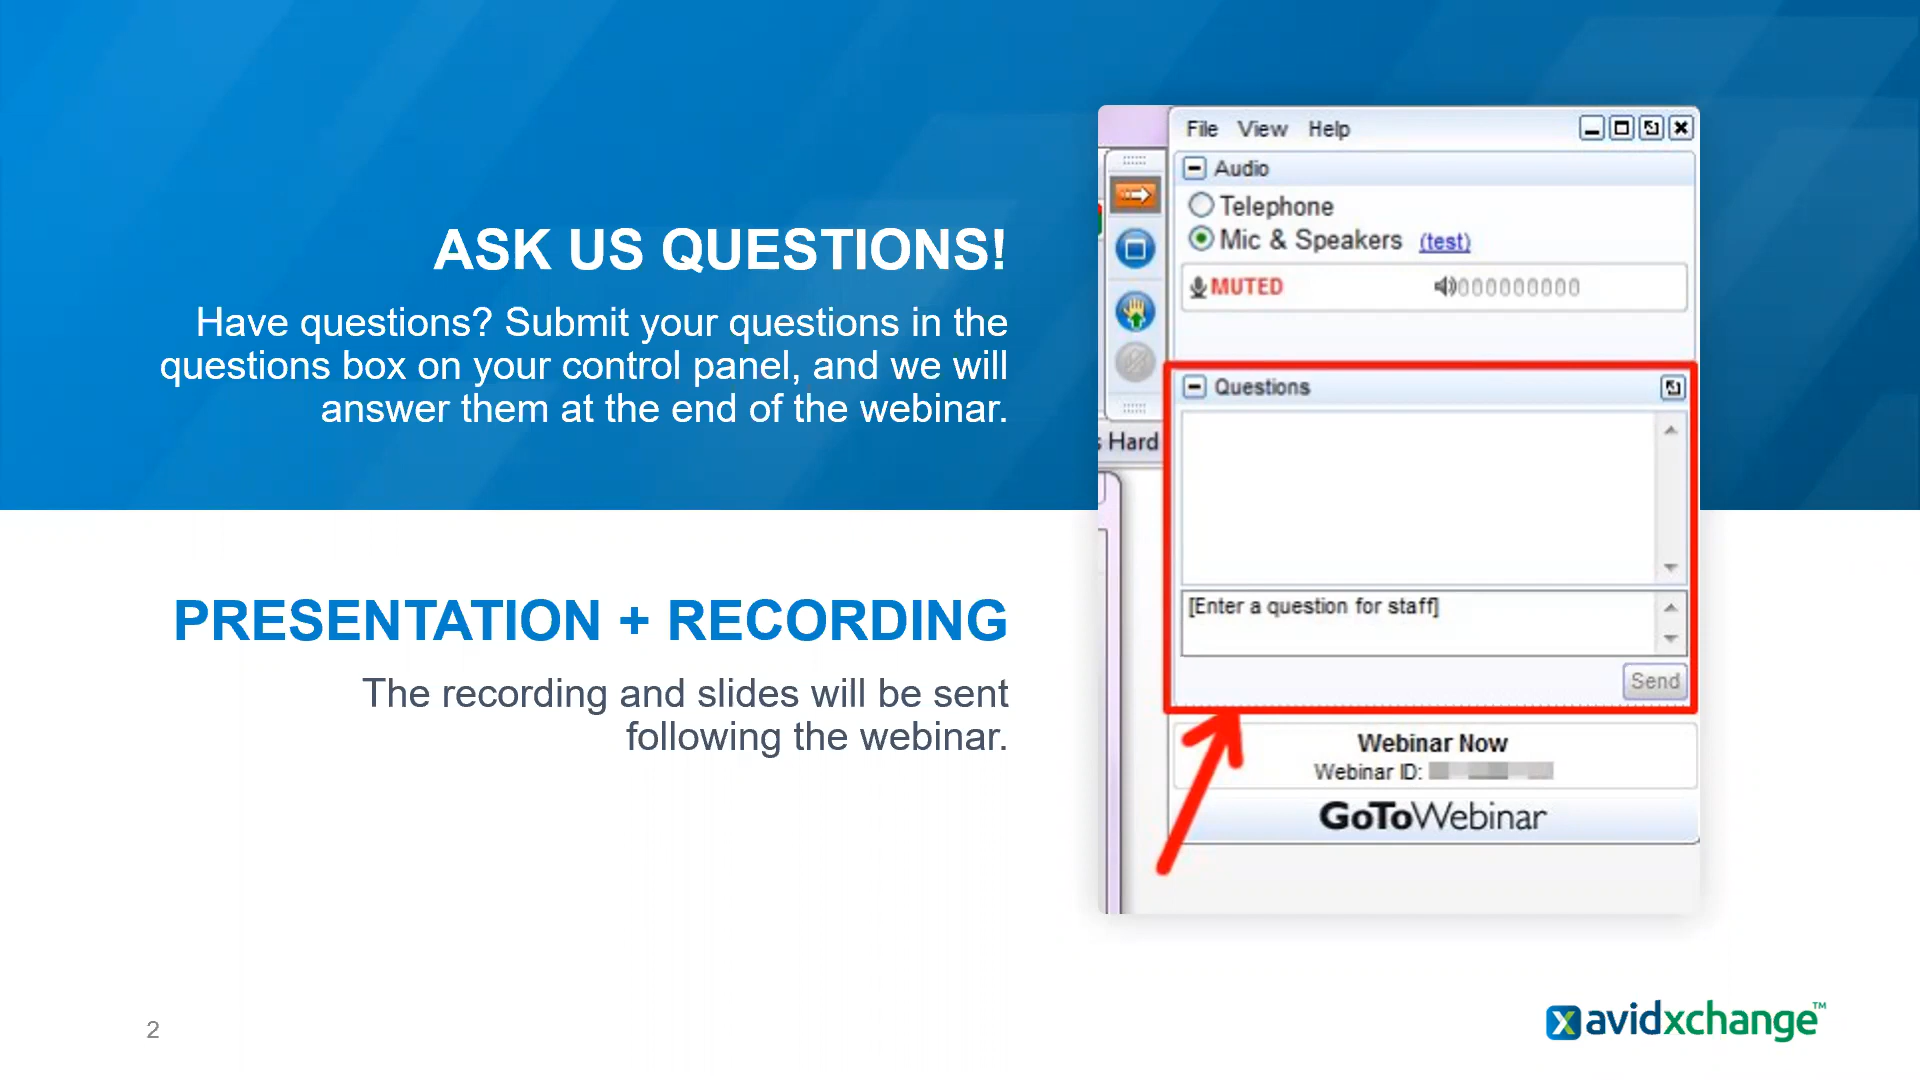 ASK US QUESTIONS!
Have questions? Submit your questions in the
questions box on your control panel, and we will
answer them at the end of the webinar.
PRESENTATION + RECORDING
The recording and slides will be sent
following the webinar.
File View Help
Audio
Telephone
Mic & Speakers (test)
MUTED
Hard
Questions
[Enter a question for staff]
Send
Webinar Now
Webinar ID:
GoToWebinar
2
avidxchange™